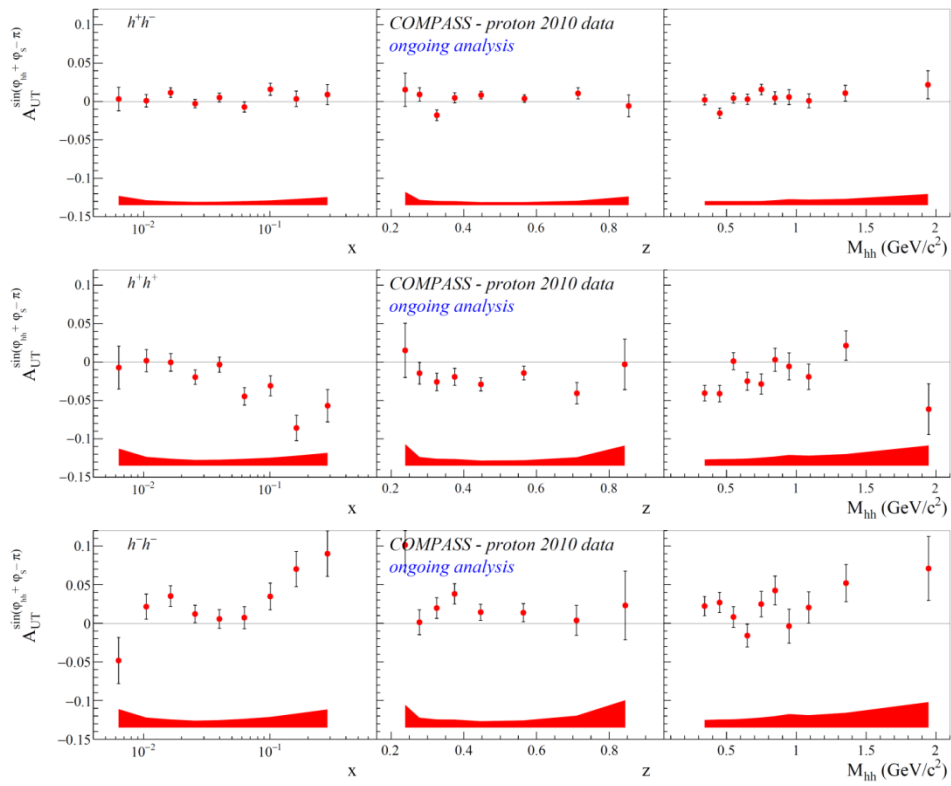 h⁺h⁻
COMPASS - proton 2010 data
ongoing analysis
A_UT^sin(φ_hh + φ_S − π)
0.1
0.05
0
−0.05
−0.1
−0.15
10⁻² 10⁻¹ 0.2 0.4 0.6 0.8 0.5 1 1.5 2
x z M_hh (GeV/c²)
h⁺h⁺
COMPASS - proton 2010 data
ongoing analysis
A_UT^sin(φ_hh + φ_S − π)
0.1
0.05
0
−0.05
−0.1
−0.15
10⁻² 10⁻¹ 0.2 0.4 0.6 0.8 0.5 1 1.5 2
x z M_hh (GeV/c²)
h⁻h⁻
COMPASS - proton 2010 data
ongoing analysis
A_UT^sin(φ_hh + φ_S − π)
0.1
0.05
0
−0.05
−0.1
−0.15
10⁻² 10⁻¹ 0.2 0.4 0.6 0.8 0.5 1 1.5 2
x z M_hh (GeV/c²)